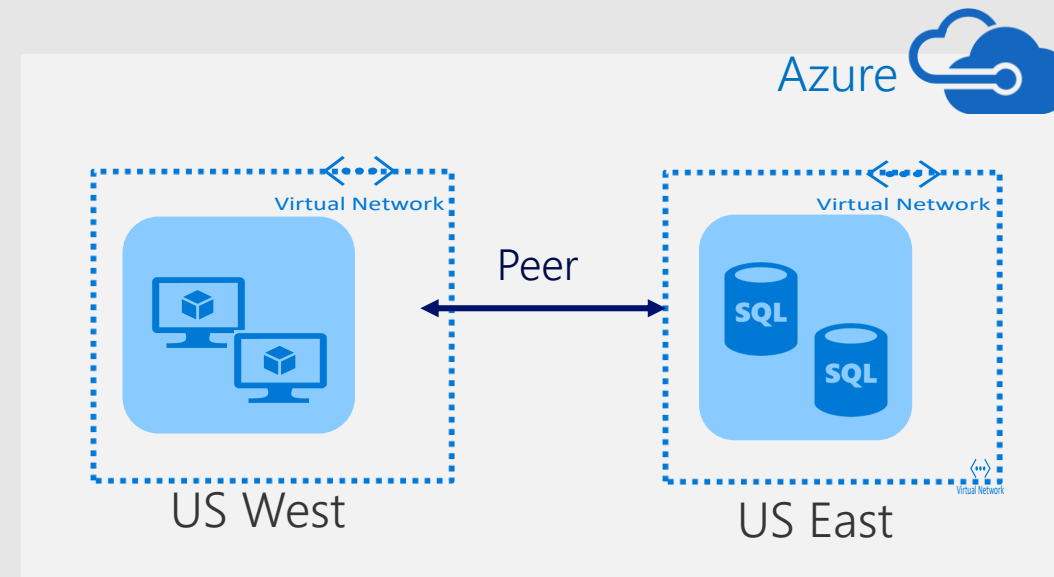 Azure
Virtual Network
Virtual Network
Peer
SQL
SQL
Virtual Network
US West
US East